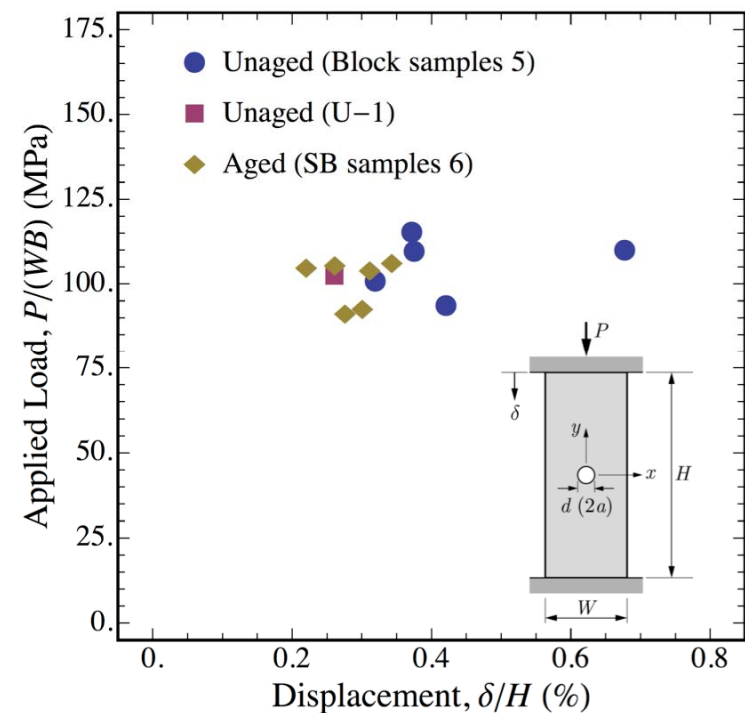 175.
150.
125.
100.
75.
50.
25.
0.
Applied Load, P/(WB) (MPa)
Unaged (Block samples 5)
Unaged (U−1)
Aged (SB samples 6)
P
δ
y
x
H
d (2a)
W
0. 0.2 0.4 0.6 0.8
Displacement, δ/H (%)